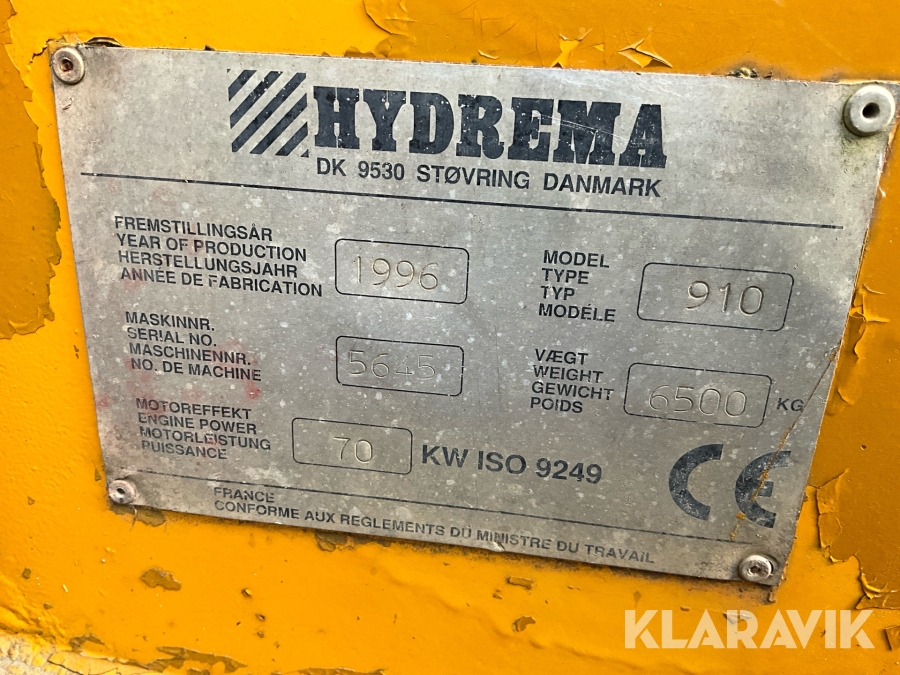 HYDREMA
DK 9530 STØVRING DANMARK
FREMSTILLINGSÅR
YEAR OF PRODUCTION
HERSTELLUNGSJAHR
ANNÉE DE FABRICATION
1996
MODEL
TYPE
TYP
MODÉLE
910
MASKINNR.
SERIAL NO.
MASCHINENNR.
NO. DE MACHINE
5645
VÆGT
WEIGHT
GEWICHT
POIDS
6500 KG
MOTOREFFEKT
ENGINE POWER
MOTORLEISTUNG
PUISSANCE
70 KW ISO 9249
CE
FRANCE
CONFORME AUX REGLEMENTS DU MINISTRE DU TRAVAIL
KLARAVIK